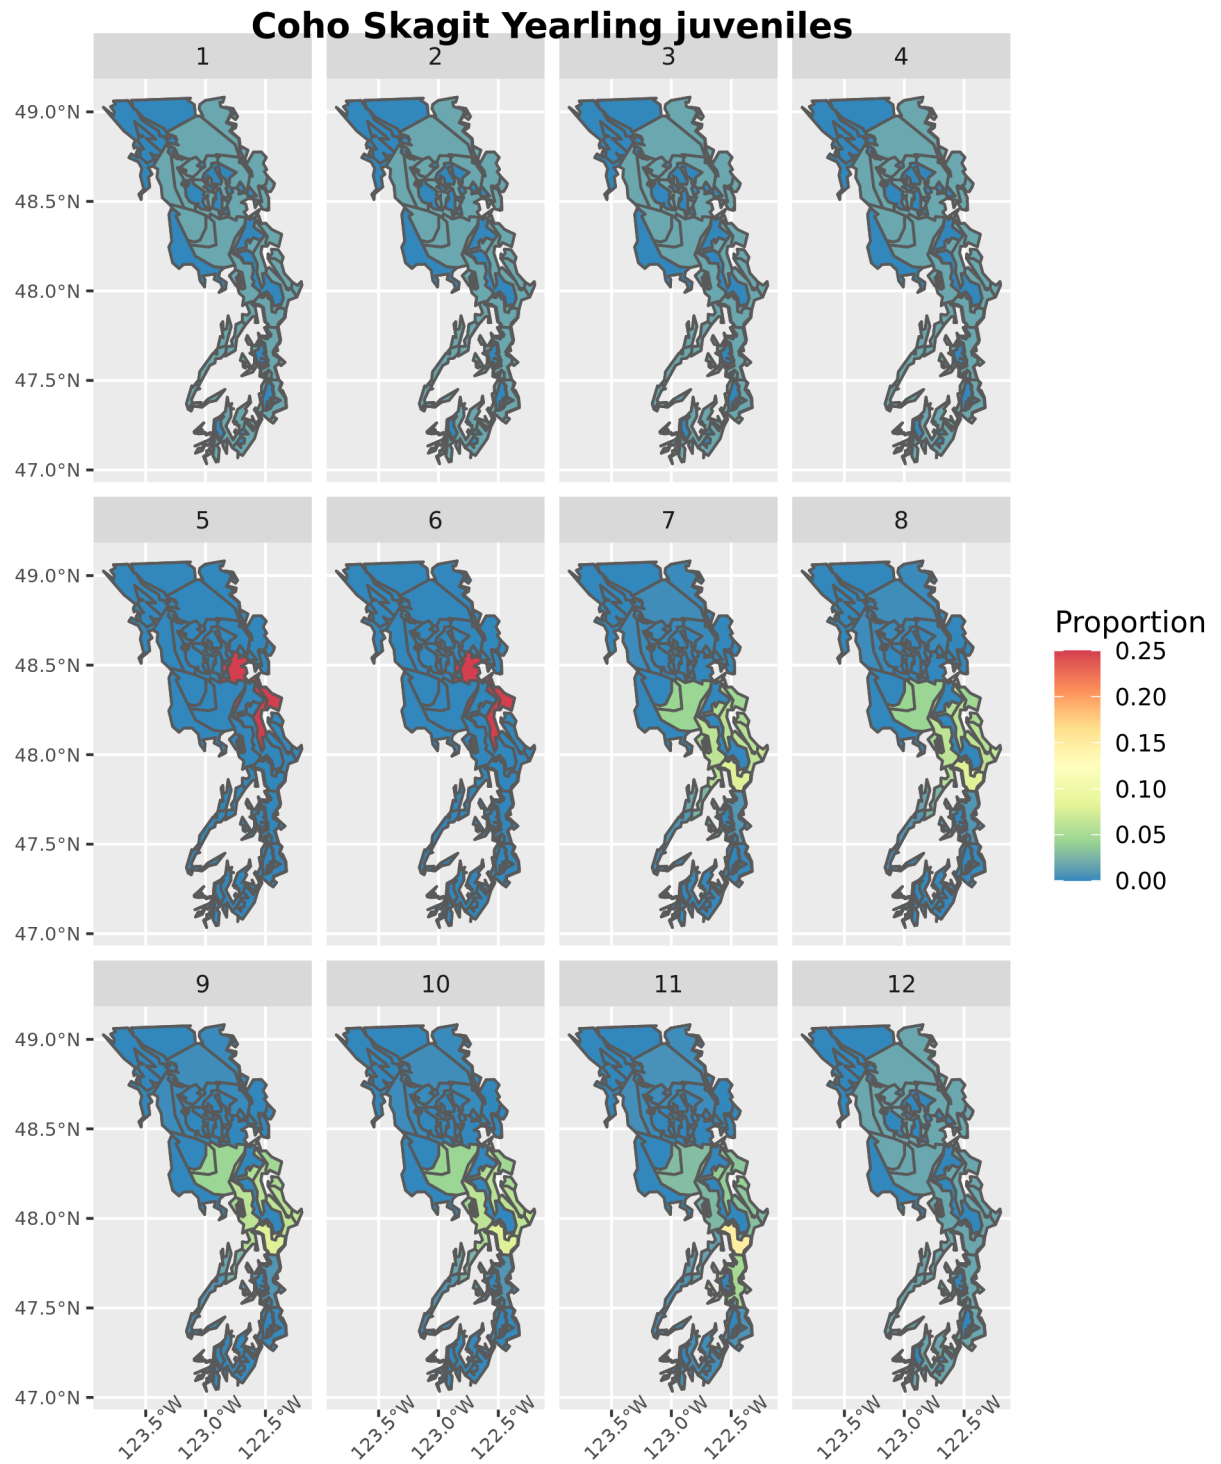 Coho Skagit Yearling juveniles
1 2 3 4
49.0°N
48.5°N
48.0°N
47.5°N
47.0°N
5 6 7 8
49.0°N
48.5°N
48.0°N
47.5°N
47.0°N
Proportion
0.25
0.20
0.15
0.10
0.05
0.00
9 10 11 12
49.0°N
48.5°N
48.0°N
47.5°N
47.0°N
123.5°W 123.0°W 122.5°W 123.5°W 123.0°W 122.5°W 123.5°W 123.0°W 122.5°W 123.5°W 123.0°W 122.5°W